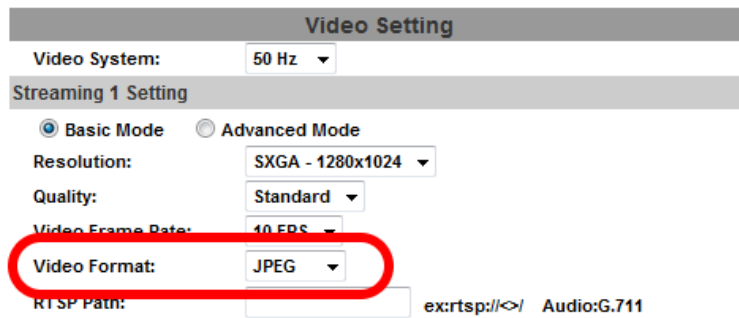 Video Setting
Video System: 50 Hz
Streaming 1 Setting
Basic Mode Advanced Mode
Resolution: SXGA - 1280x1024
Quality: Standard
Video Frame Rate: 10 FPS
Video Format: JPEG
RTSP Path: ex:rtsp://<>/ Audio:G.711